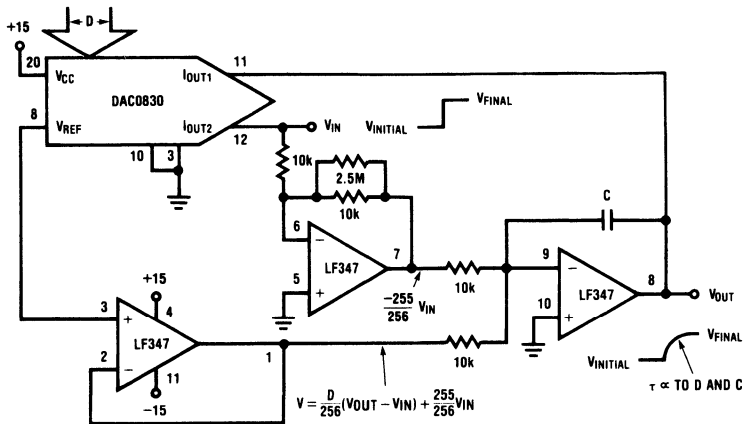 D
+15
20
VCC
IOUT1
11
DAC0830
8
VREF
IOUT2
12
VIN
VINITIAL
VFINAL
10
3
10k
2.5M
10k
C
6
−
7
LF347
5
+
−255/256 VIN
10k
9
−
8
LF347
VOUT
10
+
+15
3
+
4
LF347
2
−
11
−15
1
10k
VINITIAL
VFINAL
τ ∝ TO D AND C
V = D/256 (VOUT − VIN) + 255/256 VIN